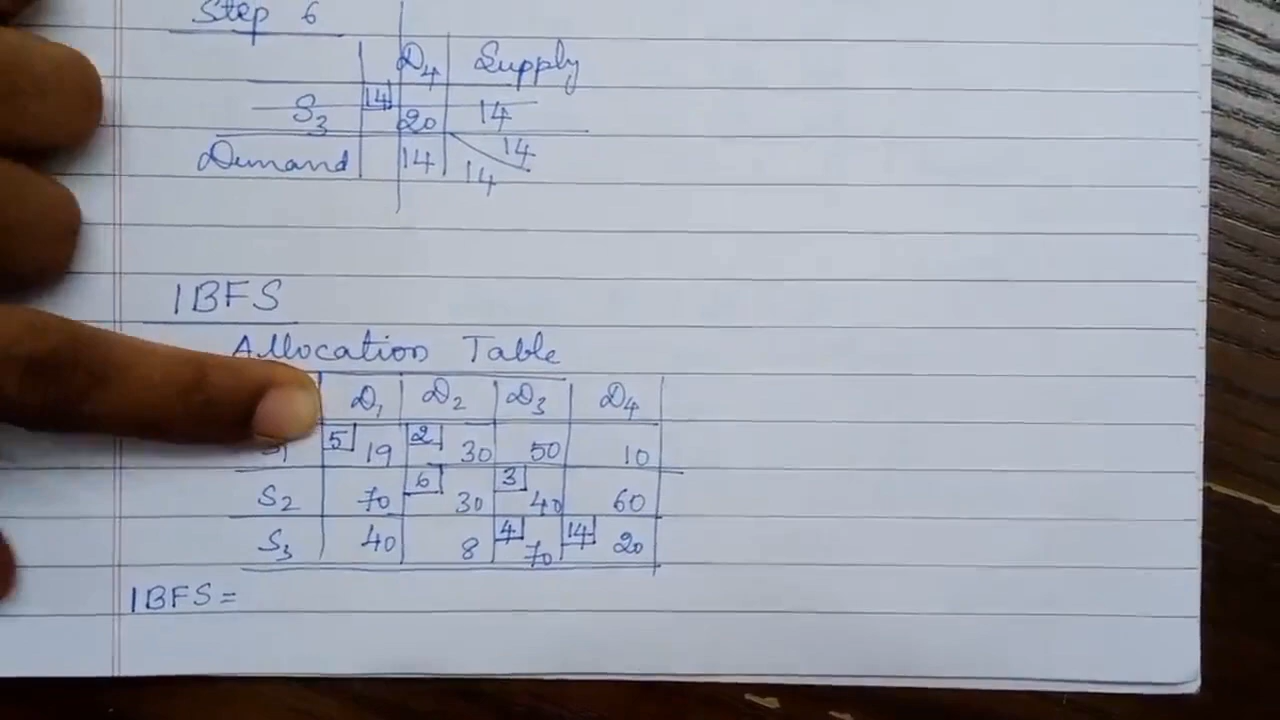 Step 6
D4 Supply
S3 14 20 14
Demand 14 14
14
IBFS
Allocation Table
D1 D2 D3 D4
S1 5 19 2 30 50 10
S2 70 6 30 3 40 60
S3 40 8 4 70 14 20
IBFS =